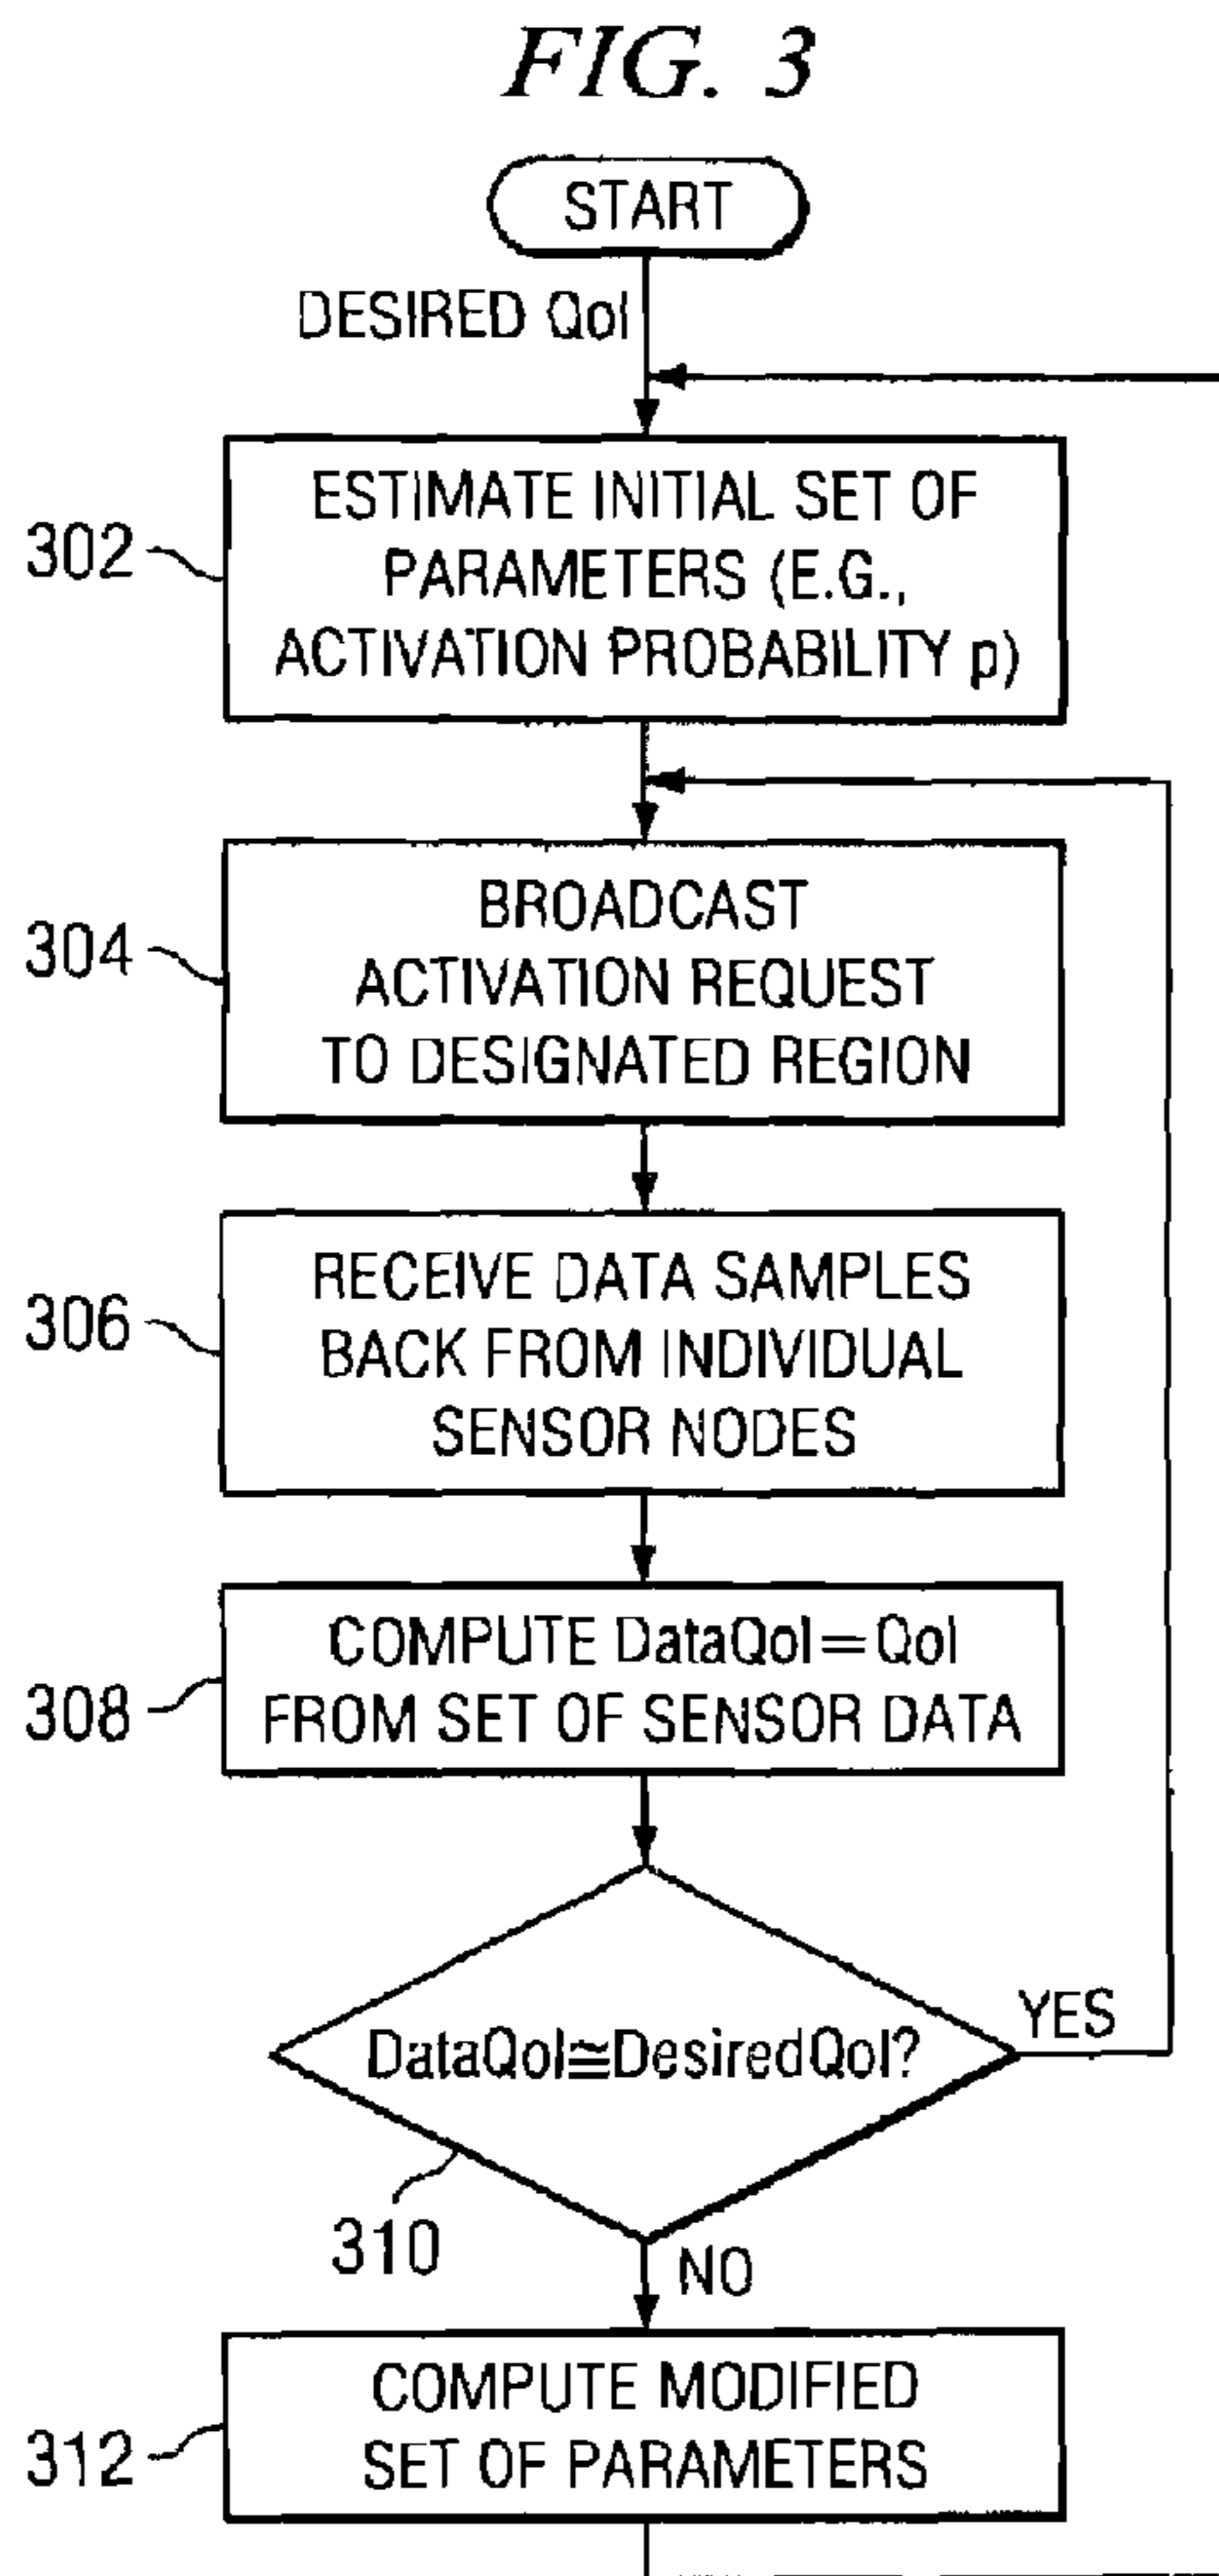 FIG. 3
START
DESIRED QoI
302
ESTIMATE INITIAL SET OF
PARAMETERS (E.G.,
ACTIVATION PROBABILITY p)
304
BROADCAST
ACTIVATION REQUEST
TO DESIGNATED REGION
306
RECEIVE DATA SAMPLES
BACK FROM INDIVIDUAL
SENSOR NODES
308
COMPUTE DataQoI=QoI
FROM SET OF SENSOR DATA
DataQoI≅DesiredQoI?
YES
310
NO
312
COMPUTE MODIFIED
SET OF PARAMETERS